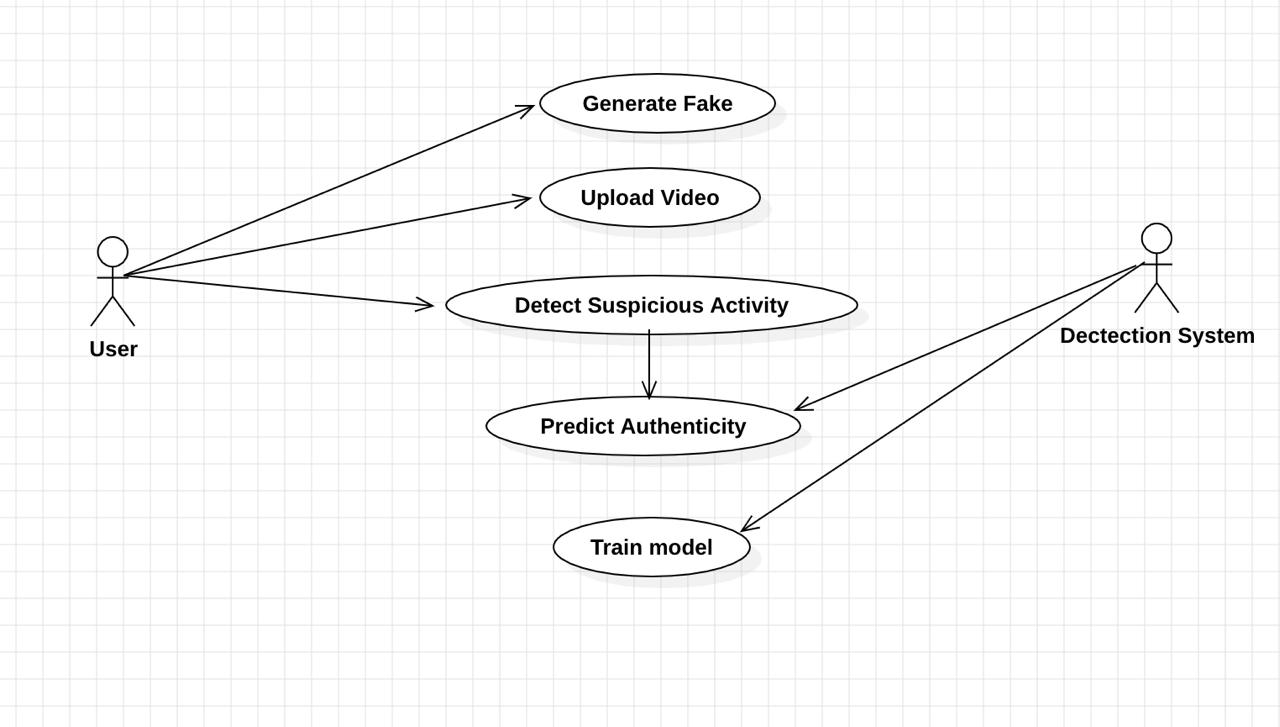 Generate Fake
Upload Video
Detect Suspicious Activity
User
Dectection System
Predict Authenticity
Train model